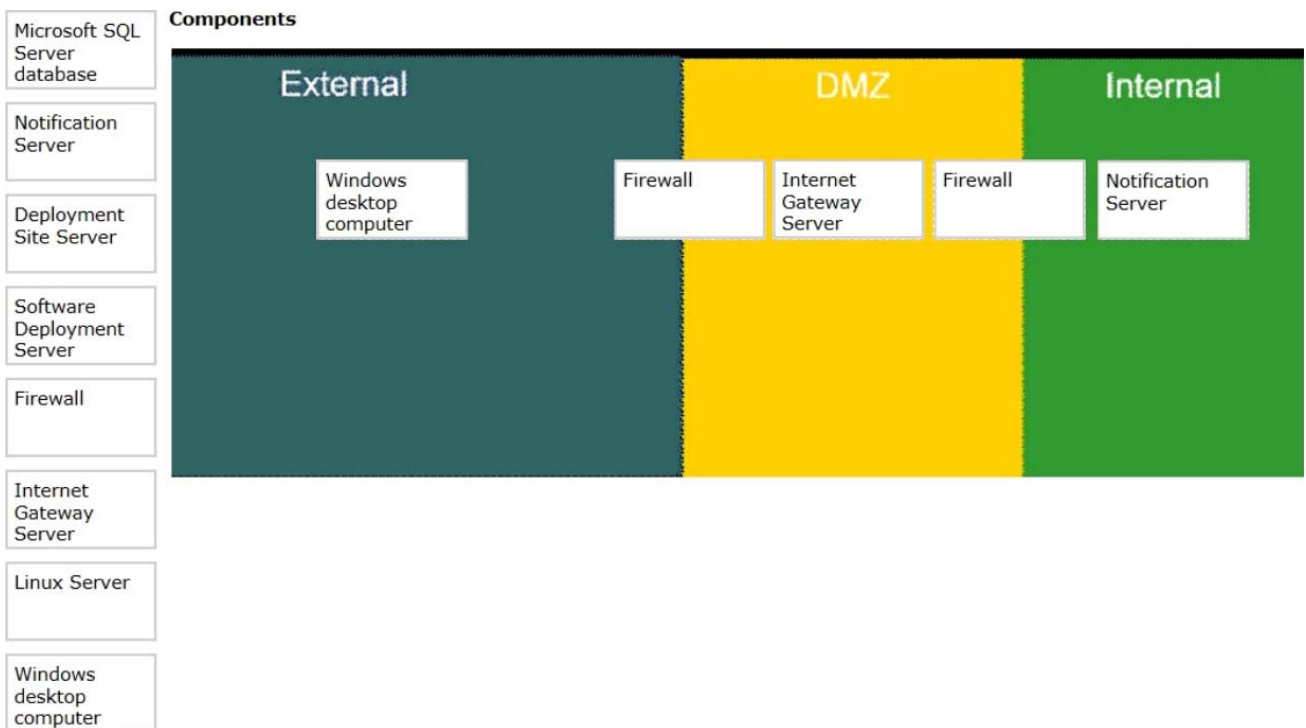 Microsoft SQL
Server
database
Notification
Server
Deployment
Site Server
Software
Deployment
Server
Firewall
Internet
Gateway
Server
Linux Server
Windows
desktop
computer
Components
External
DMZ
Internal
Windows
desktop
computer
Firewall
Internet
Gateway
Server
Firewall
Notification
Server